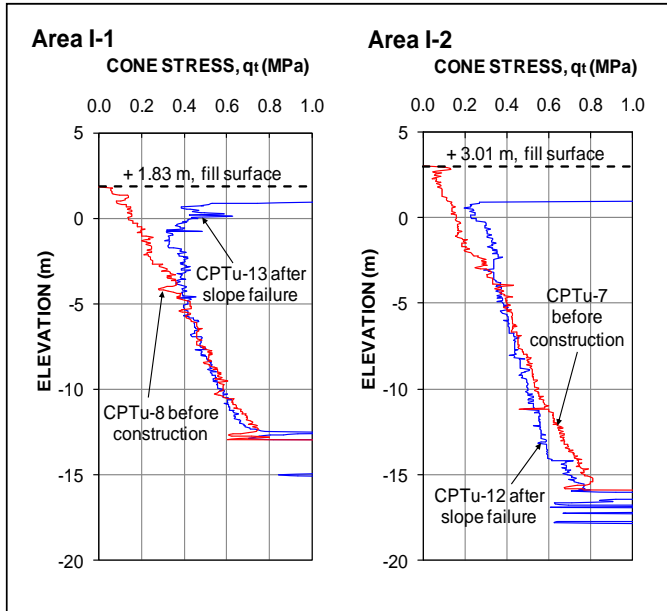 Area I-1
CONE STRESS, qt (MPa)
0.0 0.2 0.4 0.6 0.8 1.0
5
+ 1.83 m, fill surface
0
CPTu-13 after
slope failure
-5
ELEVATION (m)
-10
CPTu-8 before
construction
-15
-20
Area I-2
CONE STRESS, qt (MPa)
0.0 0.2 0.4 0.6 0.8 1.0
5
+ 3.01 m, fill surface
0
CPTu-7
before
construction
-5
ELEVATION (m)
-10
-15
CPTu-12 after
slope failure
-20